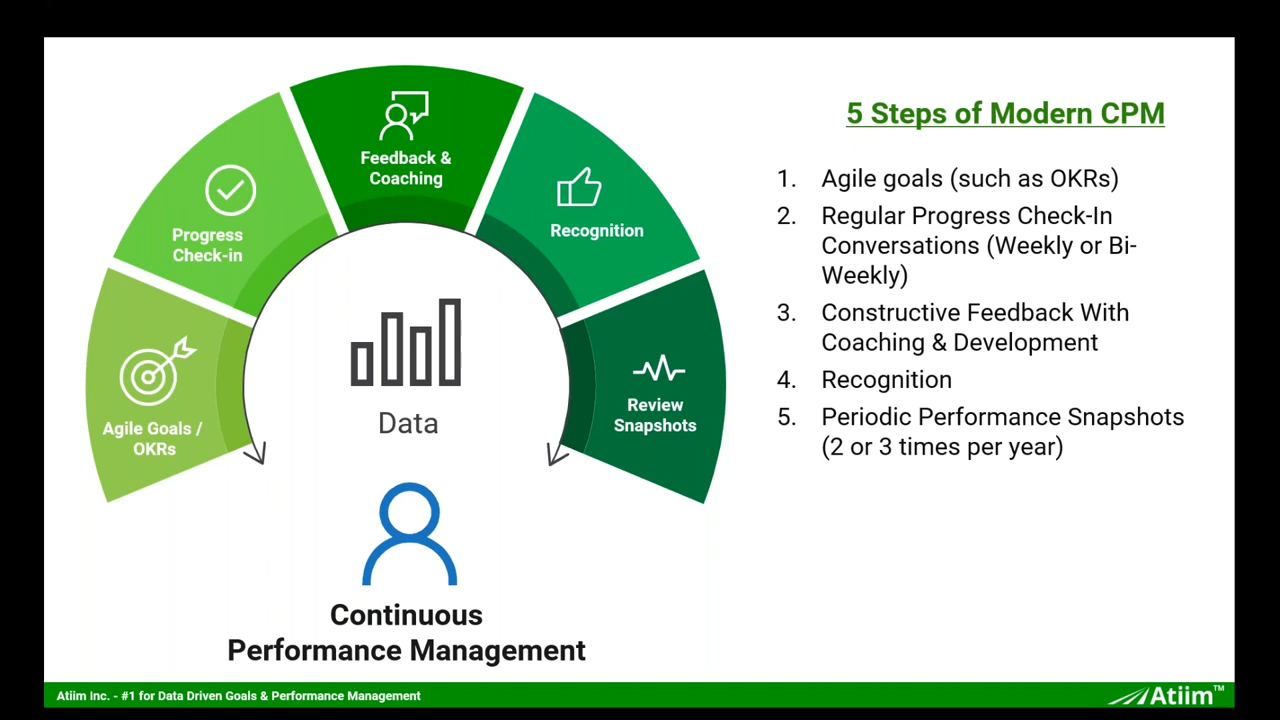 Feedback &
Coaching
Progress
Check-in
Recognition
Agile Goals /
OKRs
Review
Snapshots
Data
Continuous
Performance Management
5 Steps of Modern CPM
1. Agile goals (such as OKRs)
2. Regular Progress Check-In
Conversations (Weekly or Bi-
Weekly)
3. Constructive Feedback With
Coaching & Development
4. Recognition
5. Periodic Performance Snapshots
(2 or 3 times per year)
Atiim Inc. - #1 for Data Driven Goals & Performance Management
Atiim™